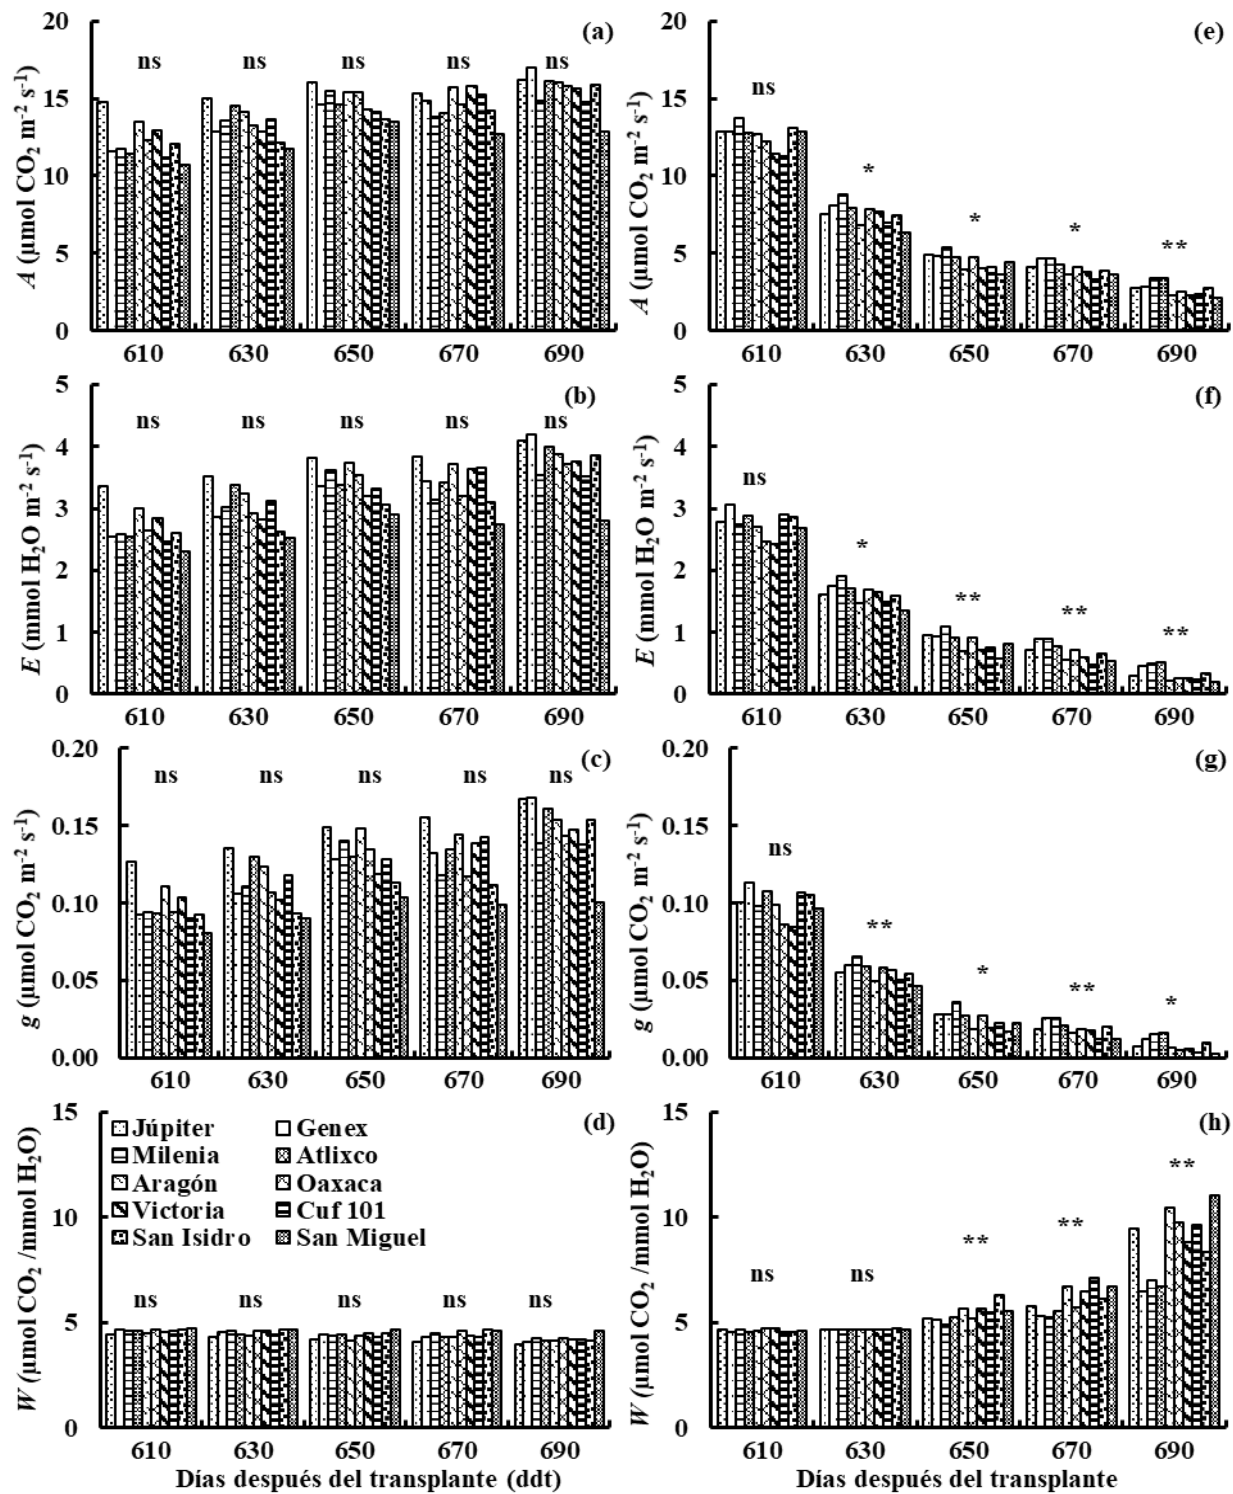 20
15
10
5
0
A (μmol CO₂ m⁻² s⁻¹)
(a)
ns ns ns ns ns
610 630 650 670 690
20
15
10
5
0
A (μmol CO₂ m⁻² s⁻¹)
(e)
ns * * * **
610 630 650 670 690
5
4
3
2
1
0
E (mmol H₂O m⁻² s⁻¹)
(b)
ns ns ns ns ns
610 630 650 670 690
5
4
3
2
1
0
E (mmol H₂O m⁻² s⁻¹)
(f)
ns * ** ** **
610 630 650 670 690
0.20
0.15
0.10
0.05
0.00
g (μmol CO₂ m⁻² s⁻¹)
(c)
ns ns ns ns ns
610 630 650 670 690
0.20
0.15
0.10
0.05
0.00
g (μmol CO₂ m⁻² s⁻¹)
(g)
ns ** * ** *
610 630 650 670 690
15
10
5
0
W (μmol CO₂ /mmol H₂O)
(d)
Júpiter Genex
Milenia Atlixco
Aragón Oaxaca
Victoria Cuf 101
San Isidro San Miguel
ns ns ns ns ns
610 630 650 670 690
Días después del transplante (ddt)
15
10
5
0
W (μmol CO₂ /mmol H₂O)
(h)
ns ns ** ** **
610 630 650 670 690
Días después del transplante